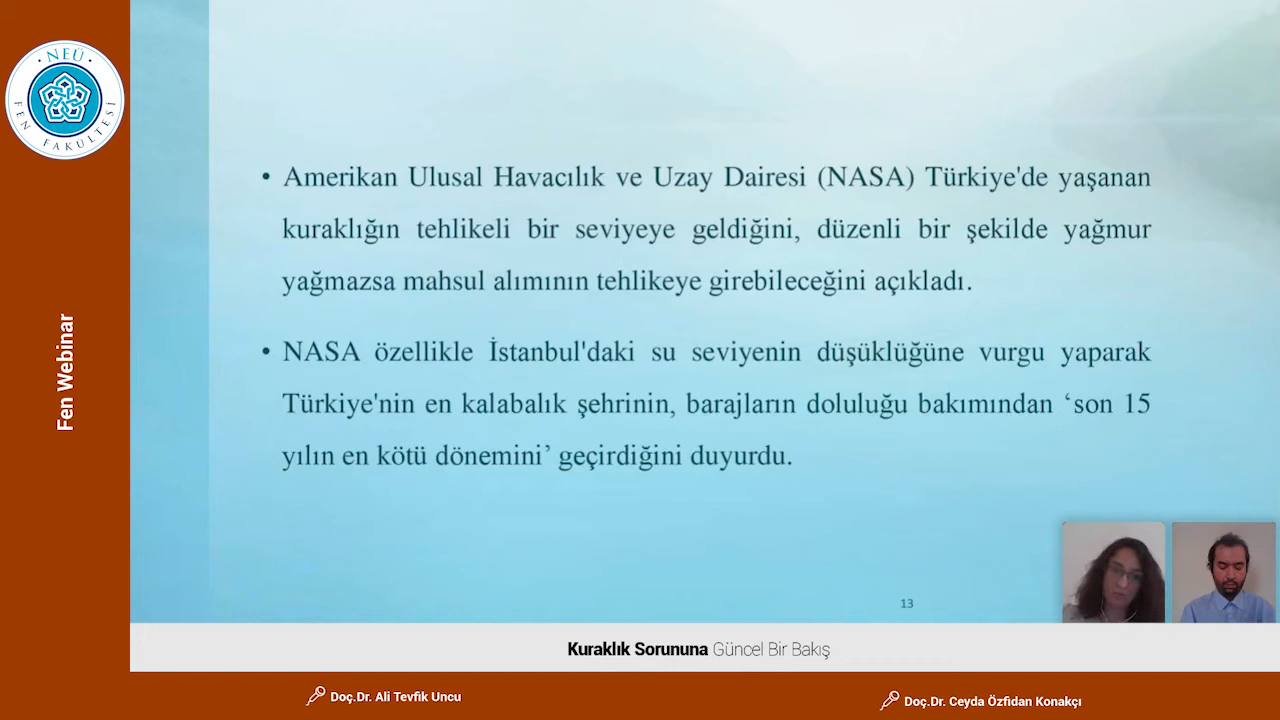 · NEÜ ·
FEN FAKULTESİ
Fen Webinar
• Amerikan Ulusal Havacılık ve Uzay Dairesi (NASA) Türkiye'de yaşanan
kuraklığın tehlikeli bir seviyeye geldiğini, düzenli bir şekilde yağmur
yağmazsa mahsul alımının tehlikeye girebileceğini açıkladı.
• NASA özellikle İstanbul'daki su seviyenin düşüklüğüne vurgu yaparak
Türkiye'nin en kalabalık şehrinin, barajların doluluğu bakımından ‘son 15
yılın en kötü dönemini’ geçirdiğini duyurdu.
13
Kuraklık Sorununa Güncel Bir Bakış
Doç.Dr. Ali Tevfik Uncu
Doç.Dr. Ceyda Özfidan Konakçı